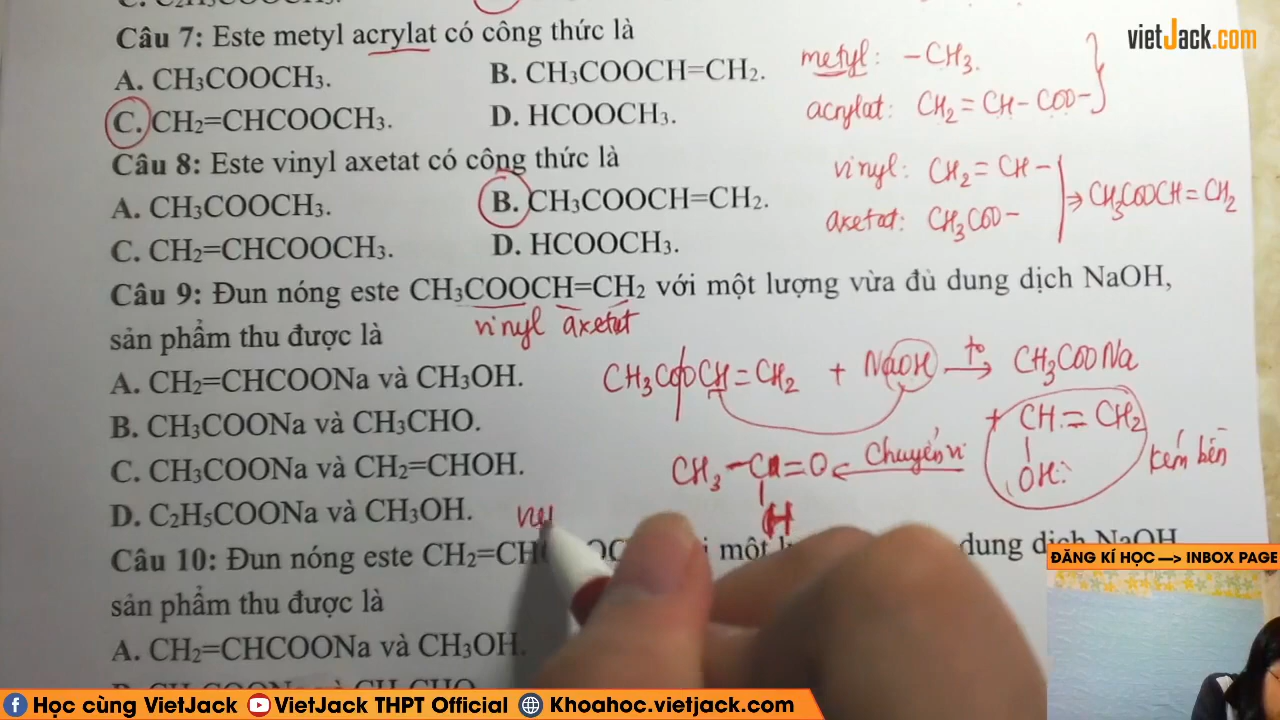 vietJack.com
Câu 7: Este metyl acrylat có công thức là
A. CH₃COOCH₃.
B. CH₃COOCH=CH₂.
C. CH₂=CHCOOCH₃.
D. HCOOCH₃.
metyl: -CH₃.
acrylat: CH₂=CH-COO-
Câu 8: Este vinyl axetat có công thức là
A. CH₃COOCH₃.
B. CH₃COOCH=CH₂.
C. CH₂=CHCOOCH₃.
D. HCOOCH₃.
vinyl: CH₂=CH-
axetat: CH₃COO-
⇒ CH₃COOCH=CH₂
Câu 9: Đun nóng este CH₃COOCH=CH₂ với một lượng vừa đủ dung dịch NaOH,
sản phẩm thu được là
vinyl axetat
A. CH₂=CHCOONa và CH₃OH.
B. CH₃COONa và CH₃CHO.
C. CH₃COONa và CH₂=CHOH.
D. C₂H₅COONa và CH₃OH.
CH₃COOCH=CH₂ + NaOH t° → CH₃COONa
+ CH=CH₂
OH
kém bền
CH₃-CH=O ← Chuyển vị
H
Câu 10: Đun nóng este CH₂=CH
một
dung dịch NaOH
sản phẩm thu được là
A. CH₂=CHCOONa và CH₃OH.
ĐĂNG KÍ HỌC —> INBOX PAGE
Học cùng VietJack
VietJack THPT Official
Khoahoc.vietjack.com